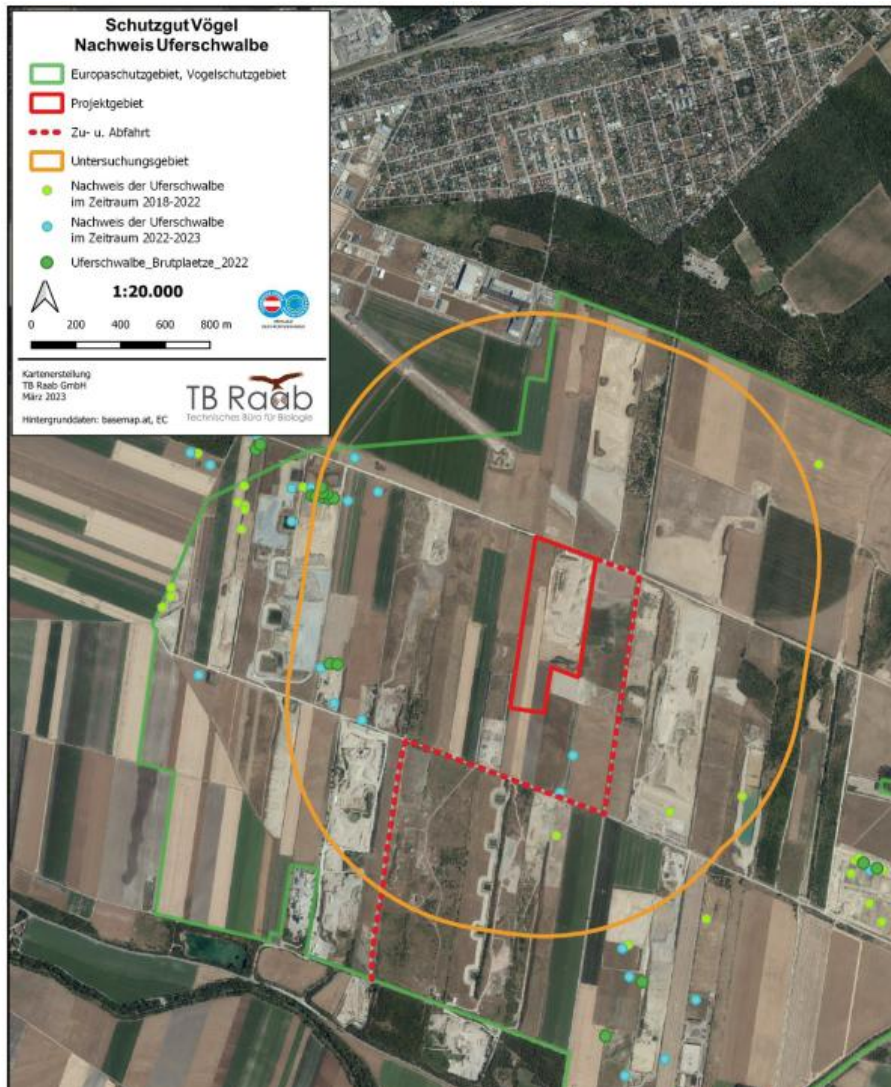 Schutzgut Vögel
Nachweis Uferschwalbe
Europaschutzgebiet, Vogelschutzgebiet
Projektgebiet
Zu- u. Abfahrt
Untersuchungsgebiet
Nachweis der Uferschwalbe
im Zeitraum 2018-2022
Nachweis der Uferschwalbe
im Zeitraum 2022-2023
Uferschwalbe_Brutplaetze_2022
1:20.000
0 200 400 600 800 m
Kartenerstellung
TB Raab GmbH
März 2023
Hintergrunddaten: basemap.at, EC
TB Raab
Technisches Büro für Biologie